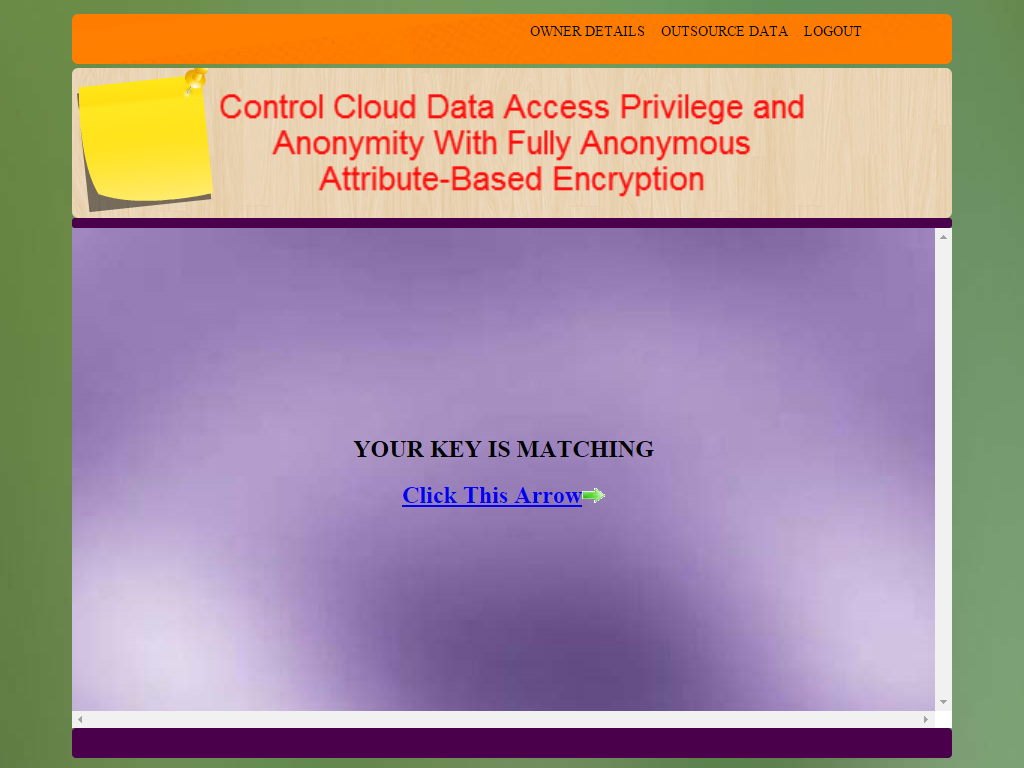 OWNER DETAILS OUTSOURCE DATA LOGOUT
Control Cloud Data Access Privilege and
Anonymity With Fully Anonymous
Attribute-Based Encryption
YOUR KEY IS MATCHING
Click This Arrow